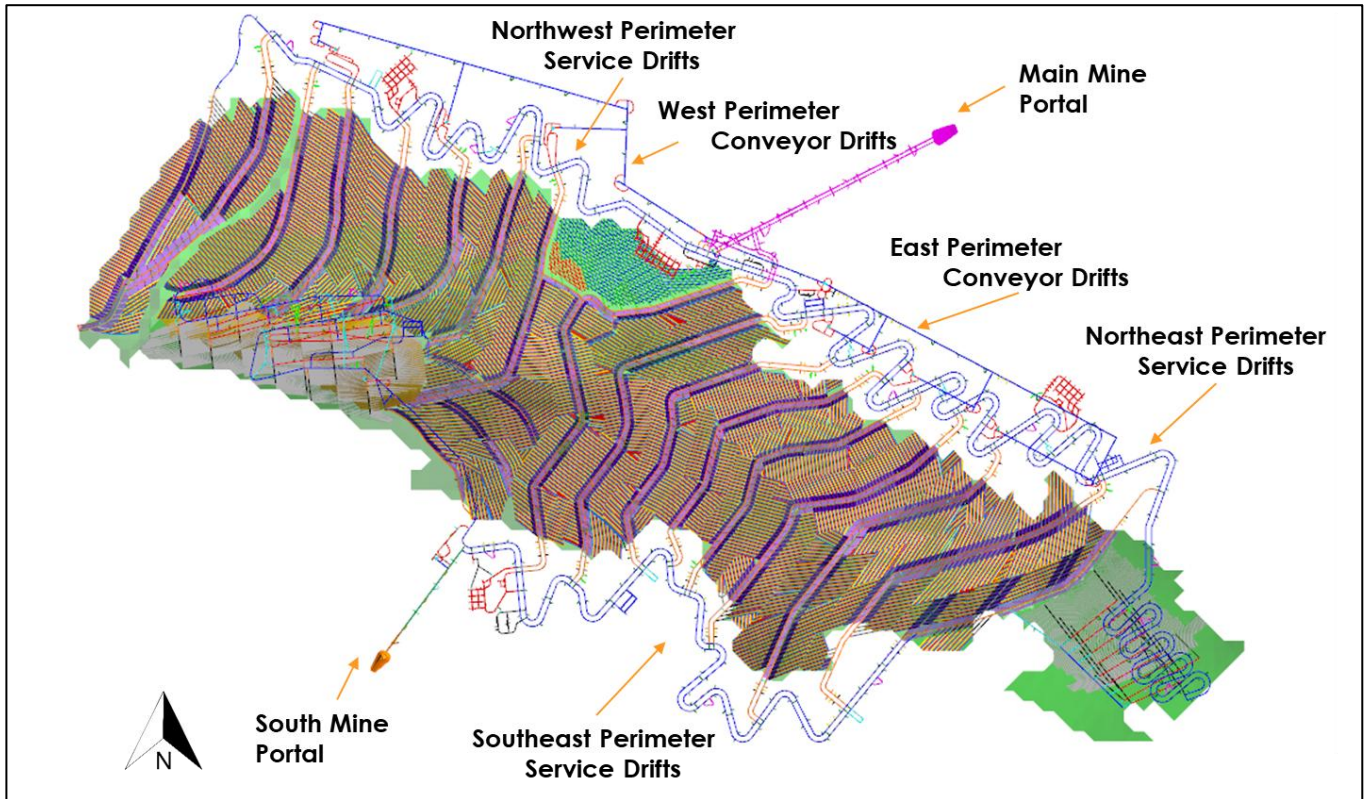 Northwest Perimeter
Service Drifts
West Perimeter
Conveyor Drifts
Main Mine
Portal
East Perimeter
Conveyor Drifts
Northeast Perimeter
Service Drifts
South Mine
Portal
Southeast Perimeter
Service Drifts
N